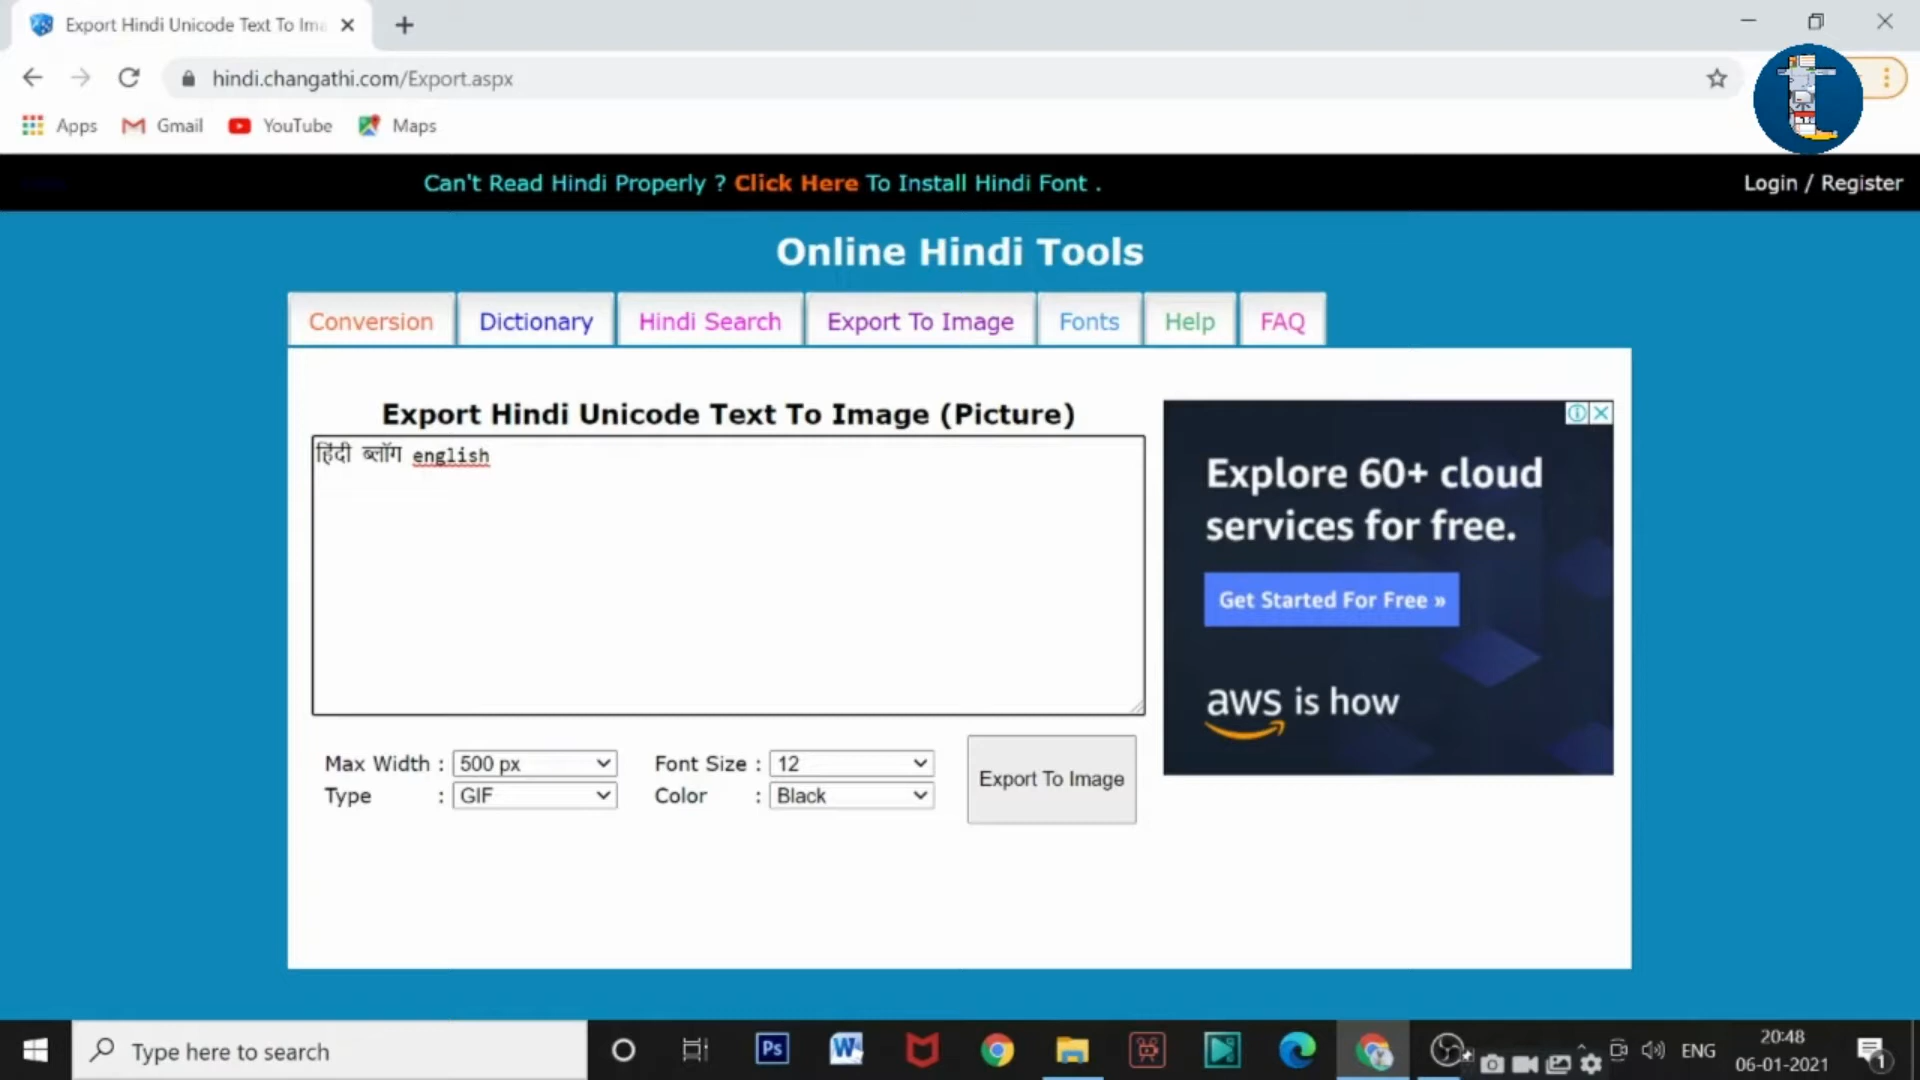 Export Hindi Unicode Text To Ima
hindi.changathi.com/Export.aspx
Apps Gmail YouTube Maps
Can't Read Hindi Properly ? Click Here To Install Hindi Font .
Login / Register
Online Hindi Tools
Conversion Dictionary Hindi Search Export To Image Fonts Help FAQ
Export Hindi Unicode Text To Image (Picture)
हिंदी ब्लॉग english
Explore 60+ cloud
services for free.
Get Started For Free »
aws is how
Max Width : 500 px Font Size : 12
Type : GIF Color : Black
Export To Image
Type here to search
Ps
W
ENG
20:48
06-01-2021
1